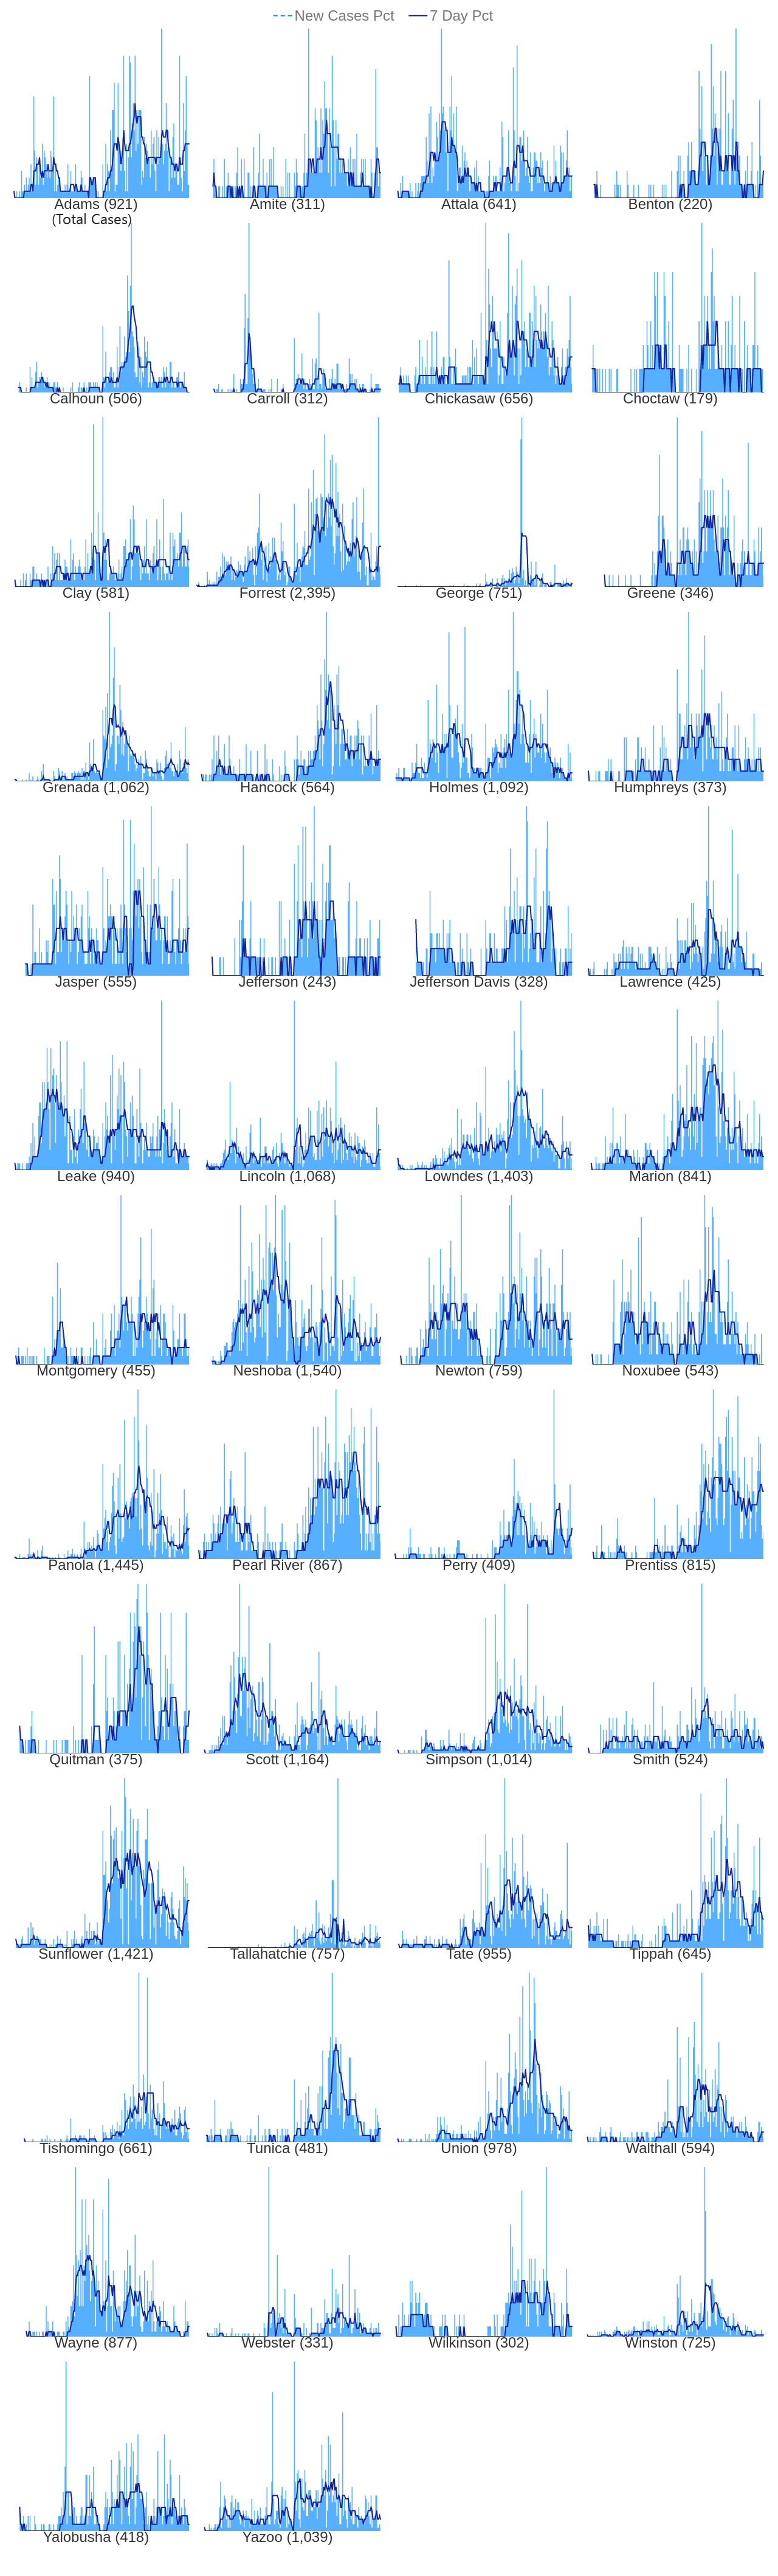 New Cases Pct 7 Day Pct
Adams (921) Amite (311) Attala (641) Benton (220)
(Total Cases)
Calhoun (506) Carroll (312) Chickasaw (656) Choctaw (179)
Clay (581) Forrest (2,395) George (751) Greene (346)
Grenada (1,062) Hancock (564) Holmes (1,092) Humphreys (373)
Jasper (555) Jefferson (243) Jefferson Davis (328) Lawrence (425)
Leake (940) Lincoln (1,068) Lowndes (1,403) Marion (841)
Montgomery (455) Neshoba (1,540) Newton (759) Noxubee (543)
Panola (1,445) Pearl River (867) Perry (409) Prentiss (815)
Quitman (375) Scott (1,164) Simpson (1,014) Smith (524)
Sunflower (1,421) Tallahatchie (757) Tate (955) Tippah (645)
Tishomingo (661) Tunica (481) Union (978) Walthall (594)
Wayne (877) Webster (331) Wilkinson (302) Winston (725)
Yalobusha (418) Yazoo (1,039)